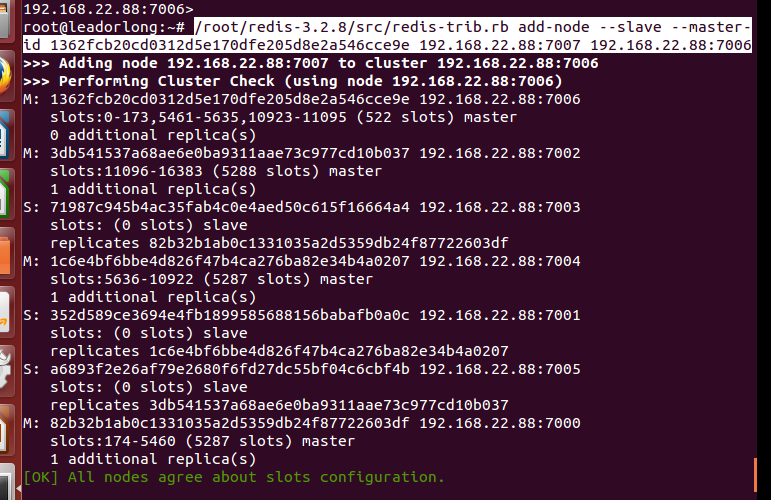 192.168.22.88:7006>
root@leadorlong:~# /root/redis-3.2.8/src/redis-trib.rb add-node --slave --master-
id 1362fcb20cd0312d5e170dfe205d8e2a546cce9e 192.168.22.88:7007 192.168.22.88:7006
>>> Adding node 192.168.22.88:7007 to cluster 192.168.22.88:7006
>>> Performing Cluster Check (using node 192.168.22.88:7006)
M: 1362fcb20cd0312d5e170dfe205d8e2a546cce9e 192.168.22.88:7006
   slots:0-173,5461-5635,10923-11095 (522 slots) master
   0 additional replica(s)
M: 3db541537a68ae6e0ba9311aae73c977cd10b037 192.168.22.88:7002
   slots:11096-16383 (5288 slots) master
   1 additional replica(s)
S: 71987c945b4ac35fab4c0e4aed50c615f16664a4 192.168.22.88:7003
   slots: (0 slots) slave
   replicates 82b32b1ab0c1331035a2d5359db24f87722603df
M: 1c6e4bf6bbe4d826f47b4ca276ba82e34b4a0207 192.168.22.88:7004
   slots:5636-10922 (5287 slots) master
   1 additional replica(s)
S: 352d589ce3694e4fb1899585688156babafb0a0c 192.168.22.88:7001
   slots: (0 slots) slave
   replicates 1c6e4bf6bbe4d826f47b4ca276ba82e34b4a0207
S: a6893f2e26af79e2680f6fd27dc55bf04c6cbf4b 192.168.22.88:7005
   slots: (0 slots) slave
   replicates 3db541537a68ae6e0ba9311aae73c977cd10b037
M: 82b32b1ab0c1331035a2d5359db24f87722603df 192.168.22.88:7000
   slots:174-5460 (5287 slots) master
   1 additional replica(s)
[OK] All nodes agree about slots configuration.